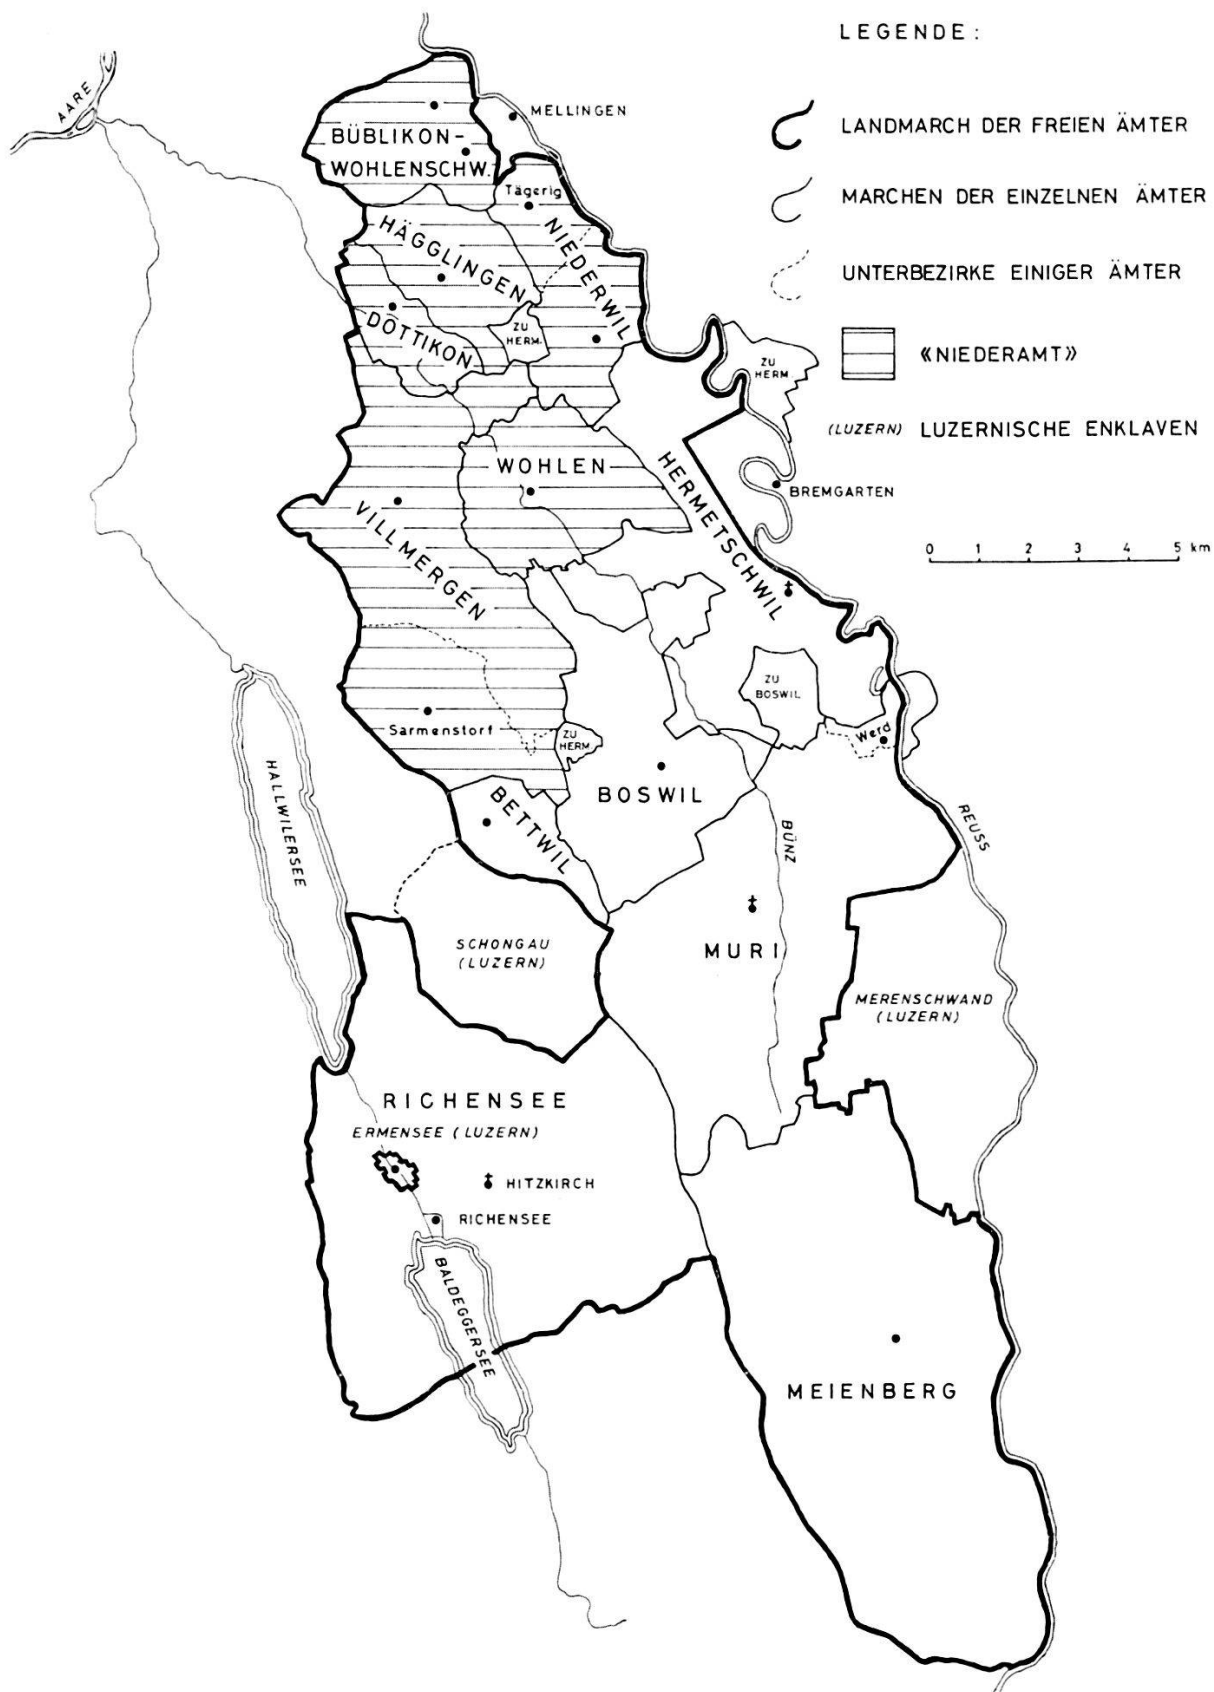 LEGENDE:
LANDMARCH DER FREIEN ÄMTER
MARCHEN DER EINZELNEN ÄMTER
UNTERBEZIRKE EINIGER ÄMTER
«NIEDERAMT»
(LUZERN) LUZERNISCHE ENKLAVEN
0 1 2 3 4 5 km
AARE
MELLINGEN
BÜBLIKON-
WOHLENSCHW.
Tägerig
HÄGGLINGEN
NIEDERWIL
DOTTIKON
ZU
HERM.
ZU
HERM.
WOHLEN
HERMETSCHWIL
BREMGARTEN
VILLMERGEN
ZU
BOSWIL
Sarmenstorf
ZU
HERM.
Werd
HALLWILERSEE
BETTWIL
BOSWIL
BÜNZ
REUSS
SCHONGAU
(LUZERN)
MURI
MERENSCHWAND
(LUZERN)
RICHENSEE
ERMENSEE (LUZERN)
HITZKIRCH
RICHENSEE
BALDEGGERSEE
MEIENBERG